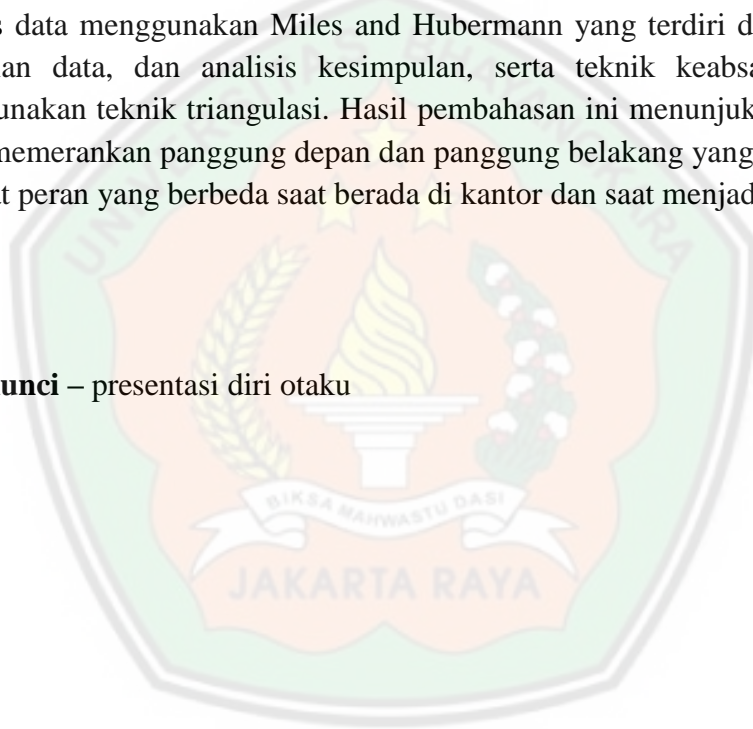 s data menggunakan Miles and Hubermann yang terdiri d
an data, dan analisis kesimpulan, serta teknik keabsa
unakan teknik triangulasi. Hasil pembahasan ini menunjuk
memerankan panggung depan dan panggung belakang yang
t peran yang berbeda saat berada di kantor dan saat menjad
unci – presentasi diri otaku
UNIVERSITAS BHAYANGKARA
BIKSA MAHWASTU DASI
JAKARTA RAYA